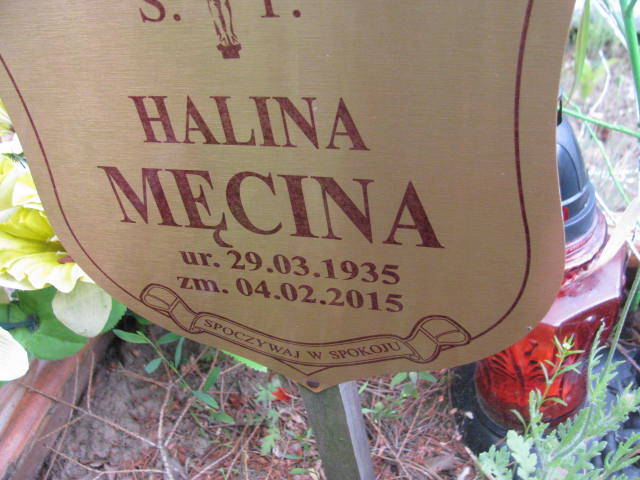 Ś. P.
HALINA
MĘCINA
ur. 29.03.1935
zm. 04.02.2015
SPOCZYWAJ W SPOKOJU